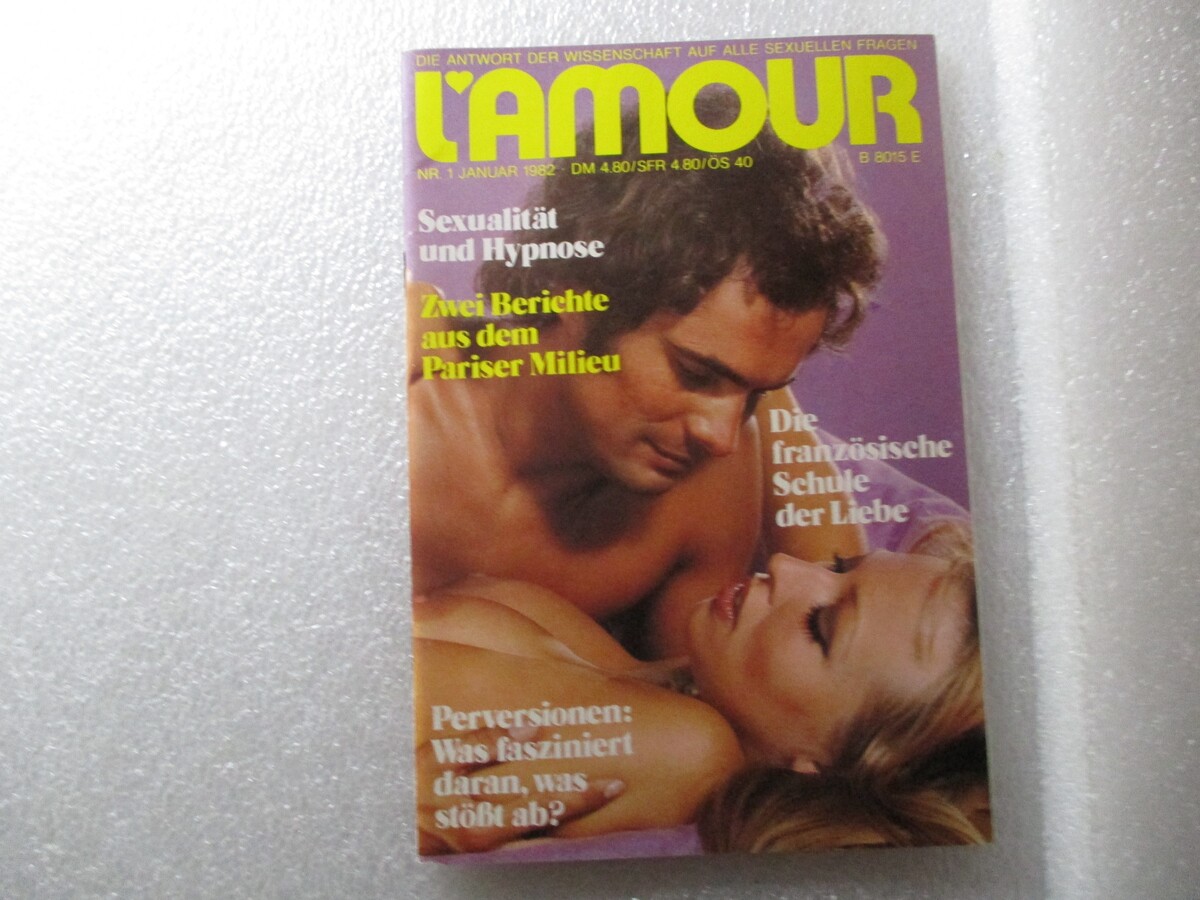 DIE ANTWORT DER WISSENSCHAFT AUF ALLE SEXUELLEN FRAGEN
L'AMOUR
NR. 1 JANUAR 1982 · DM 4.80/SFR 4.80/ÖS 40
B 8015 E
Sexualität
und Hypnose
Zwei Berichte
aus dem
Pariser Milieu
Die
französische
Schule
der Liebe
Perversionen:
Was fasziniert
daran, was
stößt ab?